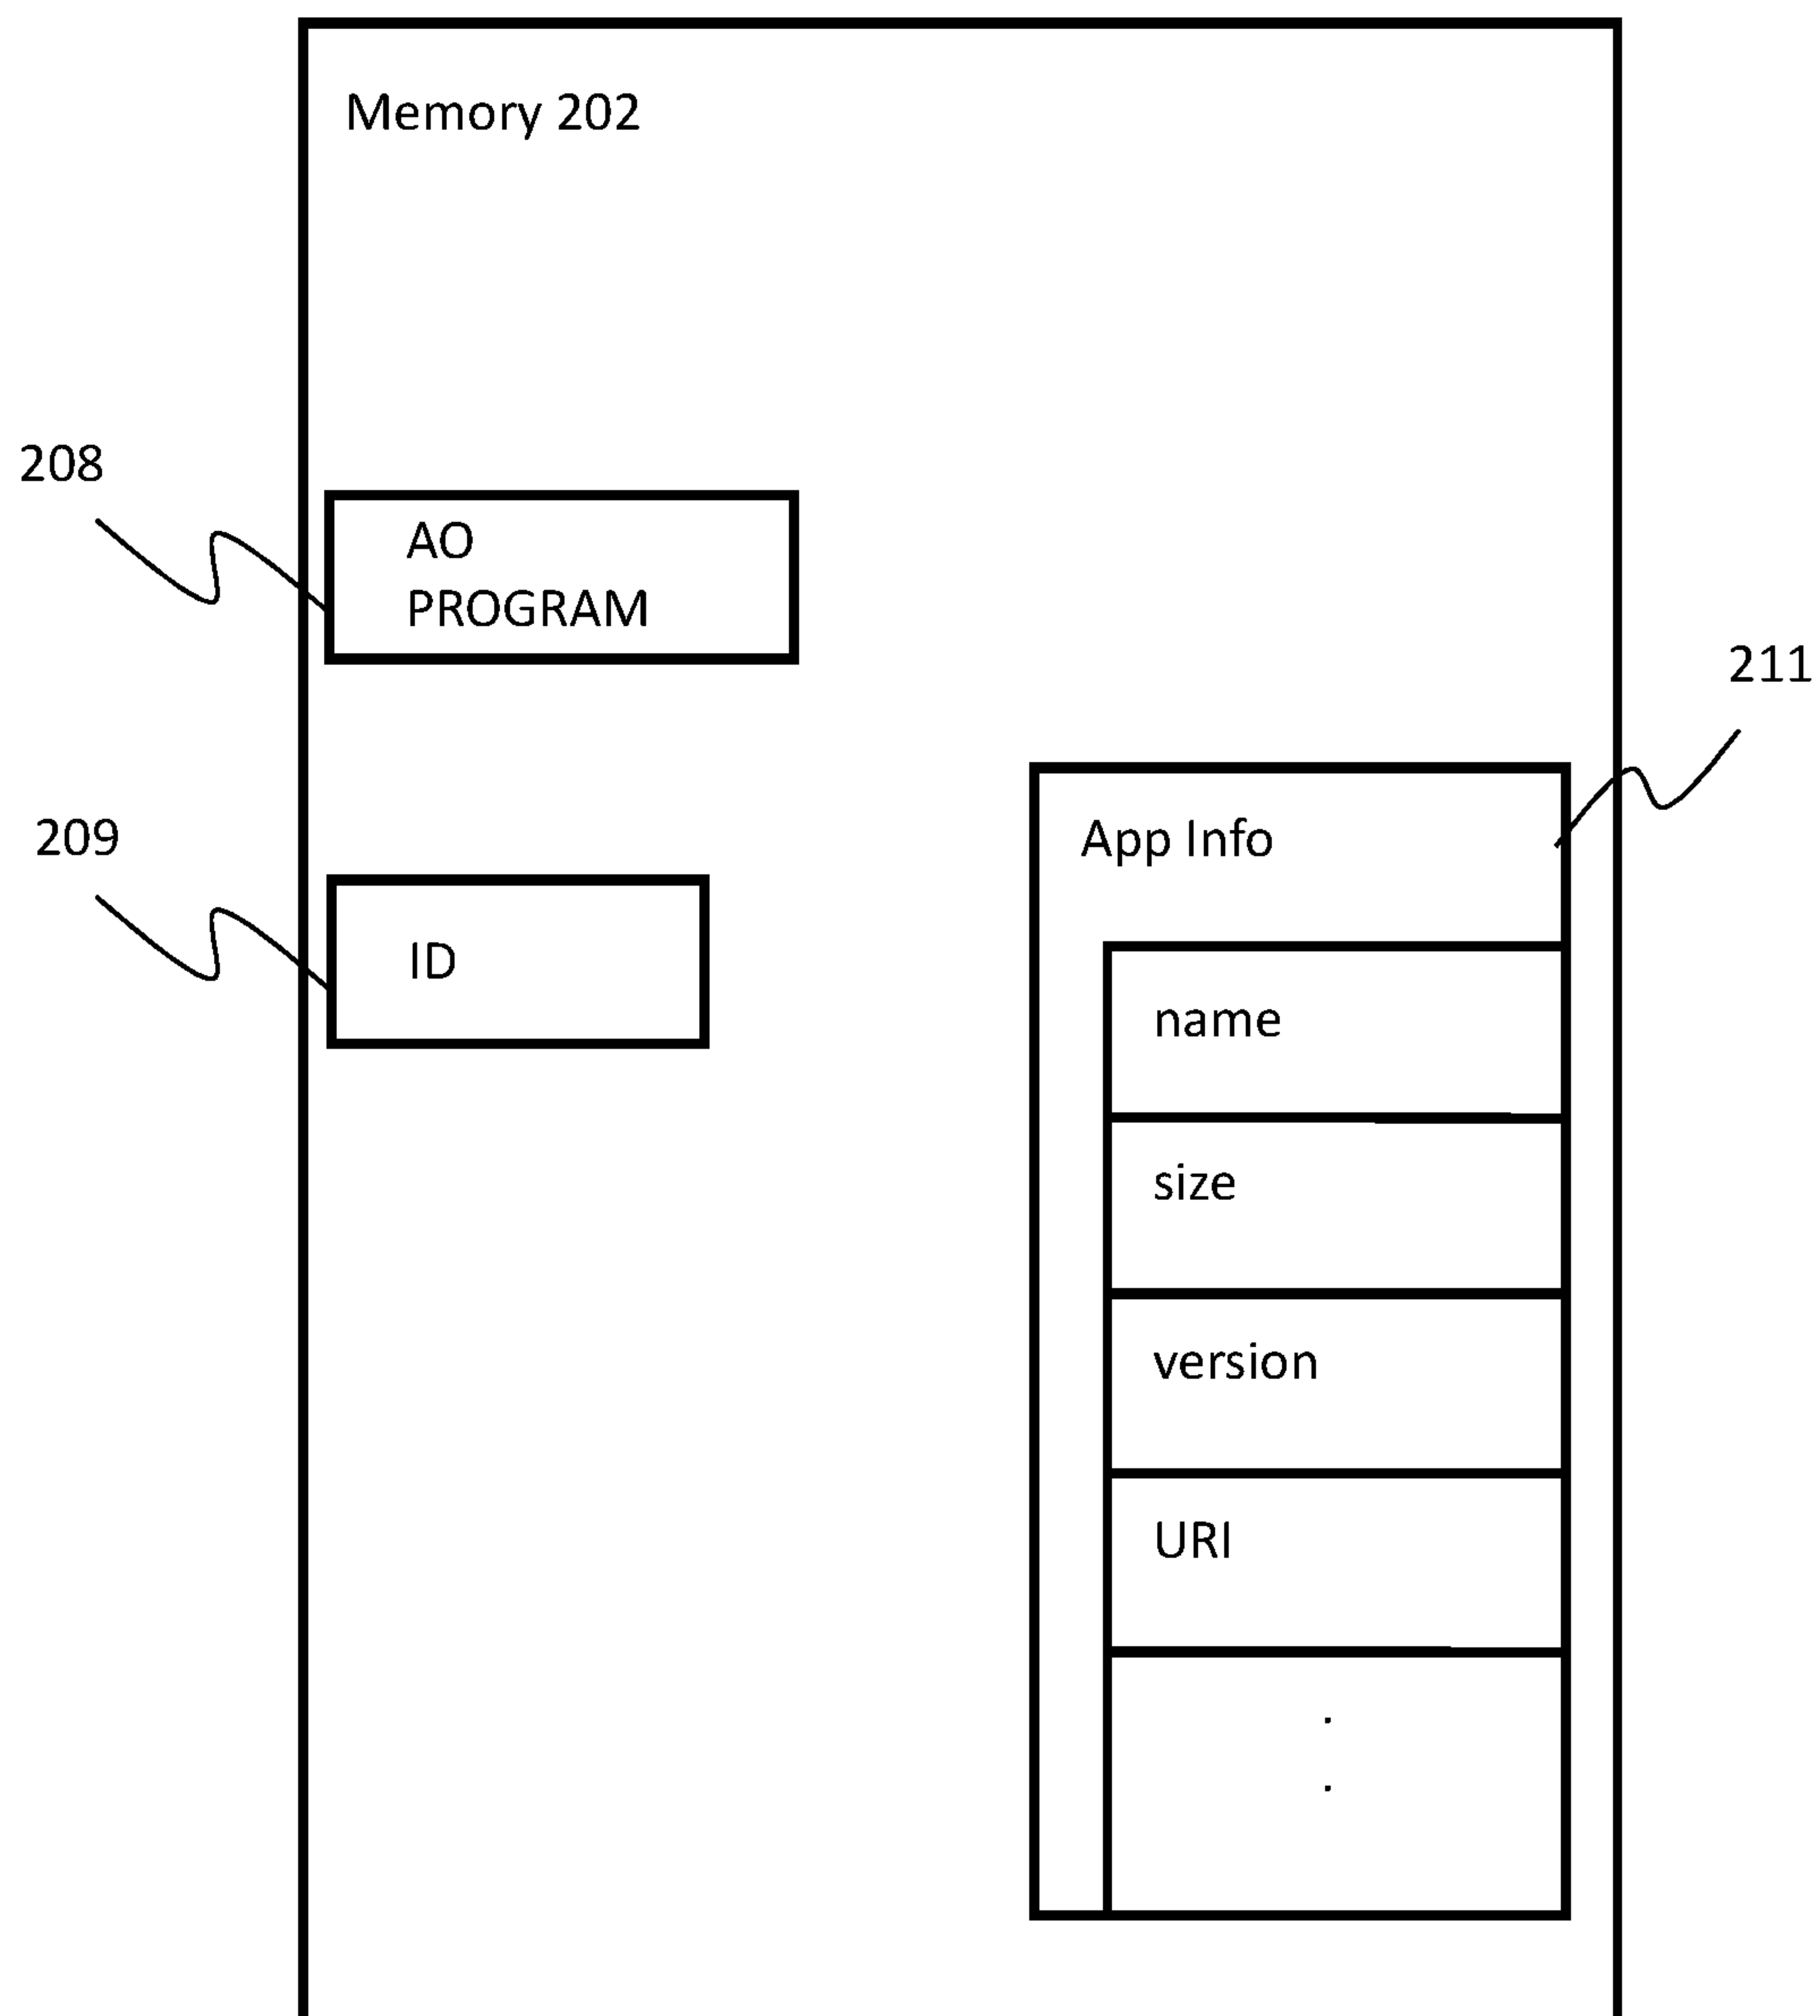 Memory 202
208
AO
PROGRAM
211
209
App Info
ID
name
size
version
URI
.
.